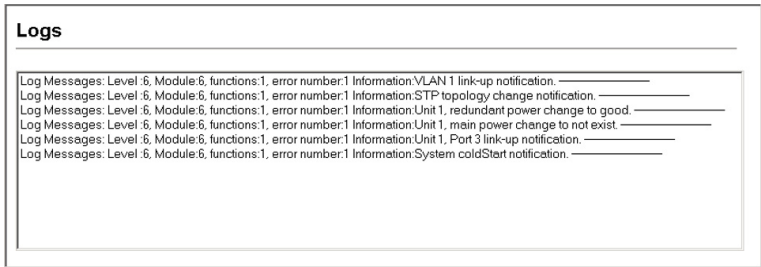 Logs
Log Messages: Level :6, Module:6, functions:1, error number:1 Information:VLAN 1 link-up notification.
Log Messages: Level :6, Module:6, functions:1, error number:1 Information:STP topology change notification.
Log Messages: Level :6, Module:6, functions:1, error number:1 Information:Unit 1, redundant power change to good.
Log Messages: Level :6, Module:6, functions:1, error number:1 Information:Unit 1, main power change to not exist.
Log Messages: Level :6, Module:6, functions:1, error number:1 Information:Unit 1, Port 3 link-up notification.
Log Messages: Level :6, Module:6, functions:1, error number:1 Information:System coldStart notification.